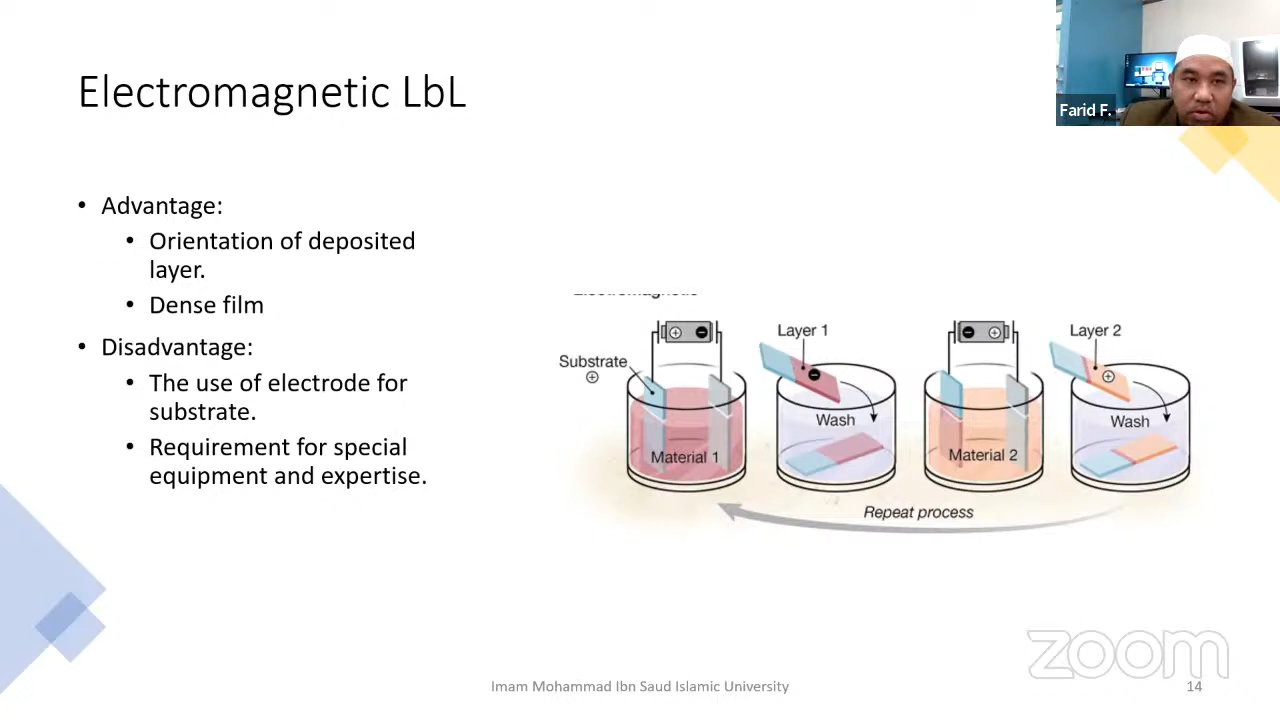 Electromagnetic LbL
Farid F.
• Advantage:
• Orientation of deposited
layer.
• Dense film
• Disadvantage:
• The use of electrode for
substrate.
• Requirement for special
equipment and expertise.
Electromagnetic
Substrate
Layer 1
Layer 2
Material 1
Wash
Material 2
Wash
Repeat process
zoom
Imam Mohammad Ibn Saud Islamic University
14